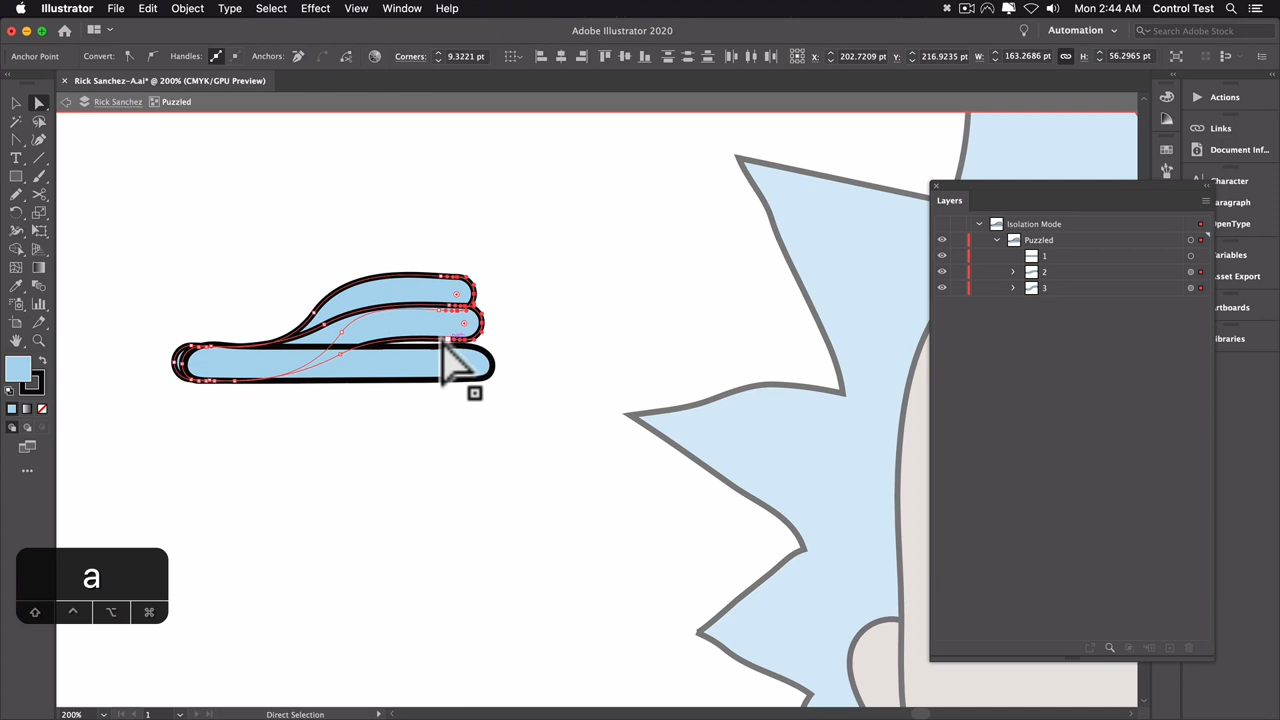 Illustrator File Edit Object Type Select Effect View Window Help Mon 2:44 AM Control Test
Adobe Illustrator 2020 Automation Search Adobe Stock
Anchor Point Convert: Handles: Anchors: Corners: 9.3221 pt X: 202.7209 pt Y: 216.9235 pt W: 163.2686 pt H: 56.2965 pt
Rick Sanchez-A.ai* @ 200% (CMYK/GPU Preview)
Rick Sanchez Puzzled
Actions
Links
Document Inf...
Character
aragraph
OpenType
ariables
Asset Export
rtboards
ibraries
Layers
Isolation Mode
Puzzled
1
2
3
a
200% 1 Direct Selection